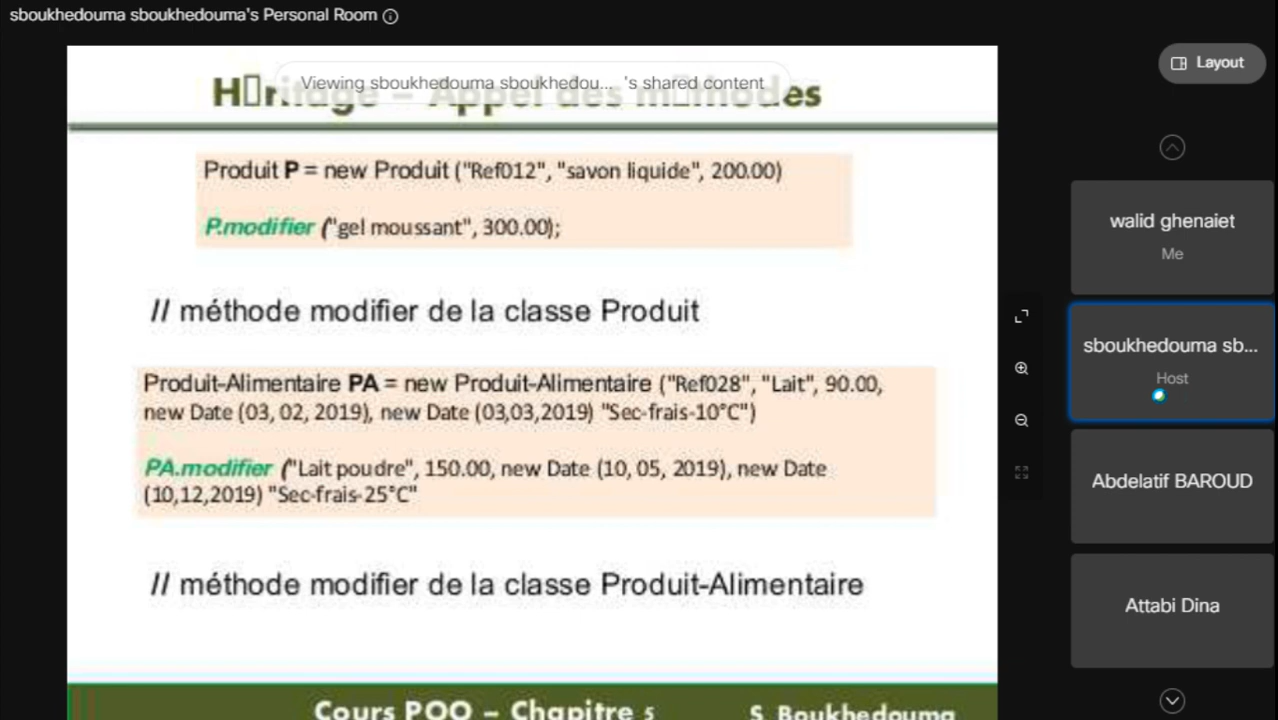 sboukhedouma sboukhedouma's Personal Room
Viewing sboukhedouma sboukhedou... 's shared content
Layout
Produit P = new Produit ("Ref012", "savon liquide", 200.00)
P.modifier ("gel moussant", 300.00);
// méthode modifier de la classe Produit
Produit-Alimentaire PA = new Produit-Alimentaire ("Ref028", "Lait", 90.00,
new Date (03, 02, 2019), new Date (03,03,2019) "Sec-frais-10°C")
PA.modifier ("Lait poudre", 150.00, new Date (10, 05, 2019), new Date
(10,12,2019) "Sec-frais-25°C"
// méthode modifier de la classe Produit-Alimentaire
Cours POO – Chapitre 5
S. Boukhedouma
walid ghenaiet
Me
sboukhedouma sb...
Host
Abdelatif BAROUD
Attabi Dina